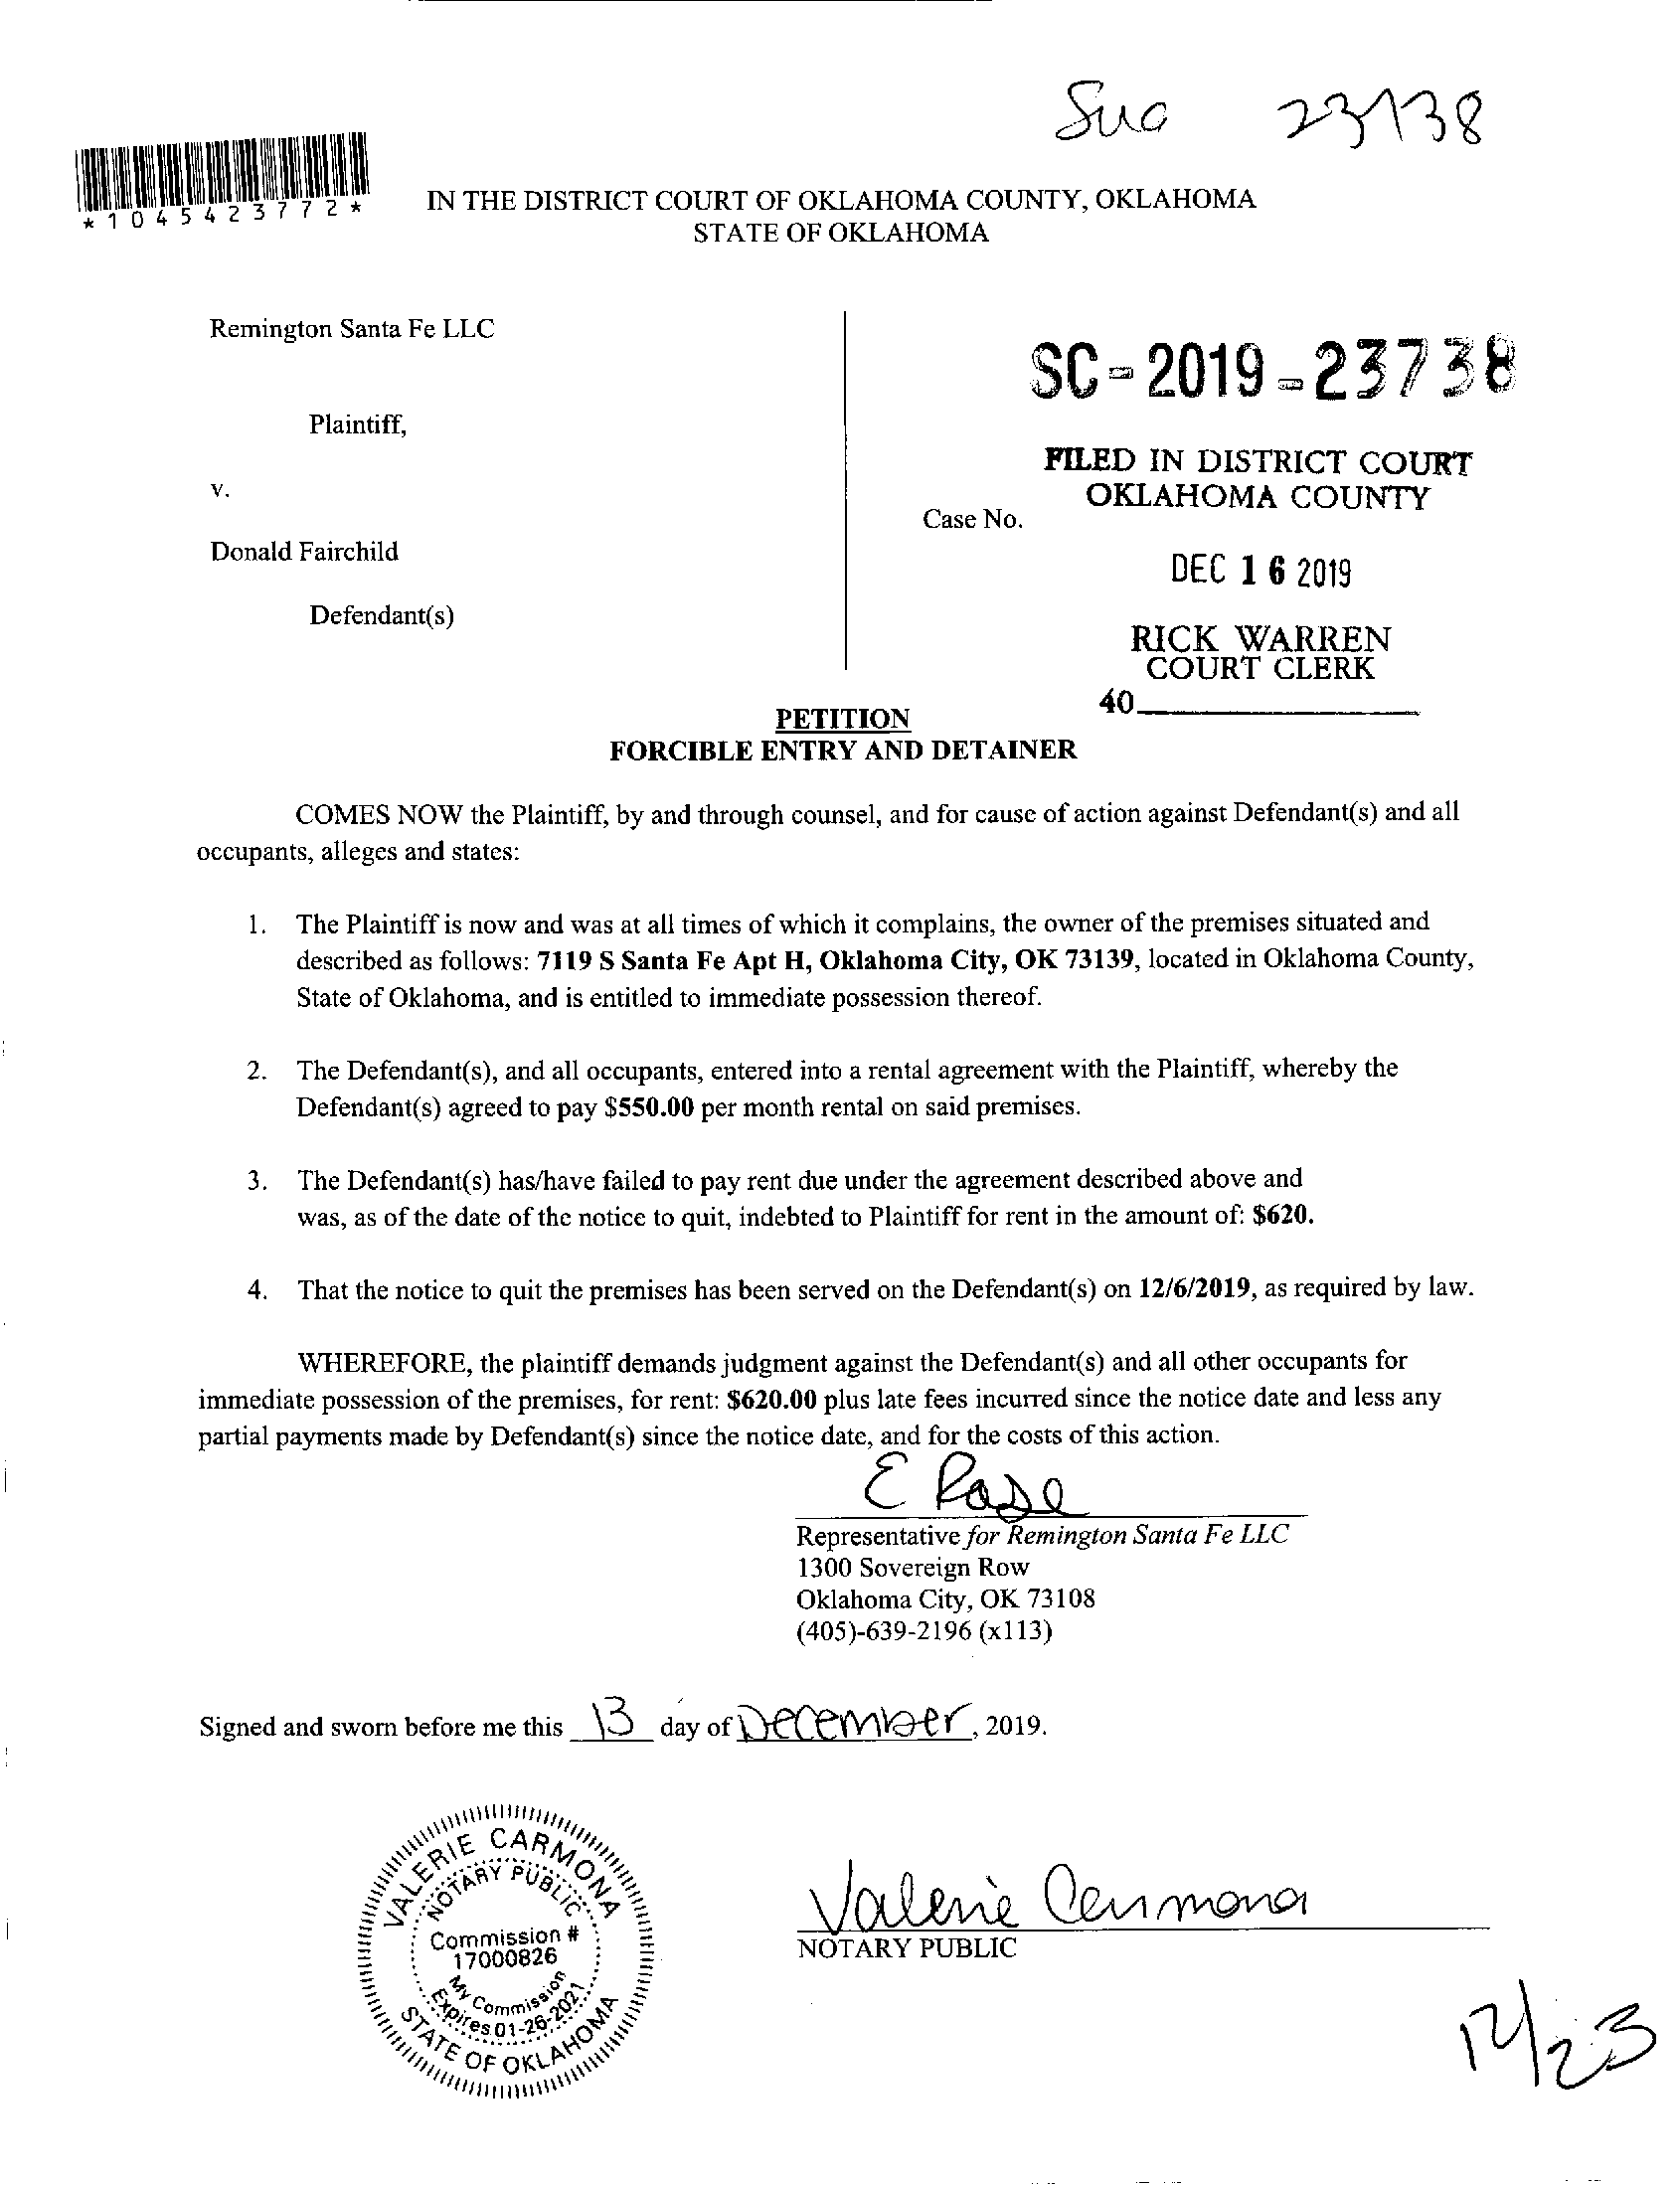 Sua 23738
*1045423772*
IN THE DISTRICT COURT OF OKLAHOMA COUNTY, OKLAHOMA
STATE OF OKLAHOMA
Remington Santa Fe LLC
Plaintiff,
v.
Donald Fairchild
Defendant(s)
SC-2019-23738
FILED IN DISTRICT COURT
OKLAHOMA COUNTY
Case No.
DEC 16 2019
RICK WARREN
COURT CLERK
40
PETITION
FORCIBLE ENTRY AND DETAINER
COMES NOW the Plaintiff, by and through counsel, and for cause of action against Defendant(s) and all
occupants, alleges and states:
1. The Plaintiff is now and was at all times of which it complains, the owner of the premises situated and
described as follows: 7119 S Santa Fe Apt H, Oklahoma City, OK 73139, located in Oklahoma County,
State of Oklahoma, and is entitled to immediate possession thereof.
2. The Defendant(s), and all occupants, entered into a rental agreement with the Plaintiff, whereby the
Defendant(s) agreed to pay $550.00 per month rental on said premises.
3. The Defendant(s) has/have failed to pay rent due under the agreement described above and
was, as of the date of the notice to quit, indebted to Plaintiff for rent in the amount of: $620.
4. That the notice to quit the premises has been served on the Defendant(s) on 12/6/2019, as required by law.
WHEREFORE, the plaintiff demands judgment against the Defendant(s) and all other occupants for
immediate possession of the premises, for rent: $620.00 plus late fees incurred since the notice date and less any
partial payments made by Defendant(s) since the notice date, and for the costs of this action.
E Rose
Representative for Remington Santa Fe LLC
1300 Sovereign Row
Oklahoma City, OK 73108
(405)-639-2196 (x113)
Signed and sworn before me this 13 day of December, 2019.
VALERIE CARMONA
NOTARY PUBLIC
Commission #
17000826
My Commission
Expires 01-26-2021
STATE OF OKLAHOMA
Valerie Carmona
NOTARY PUBLIC
12/23